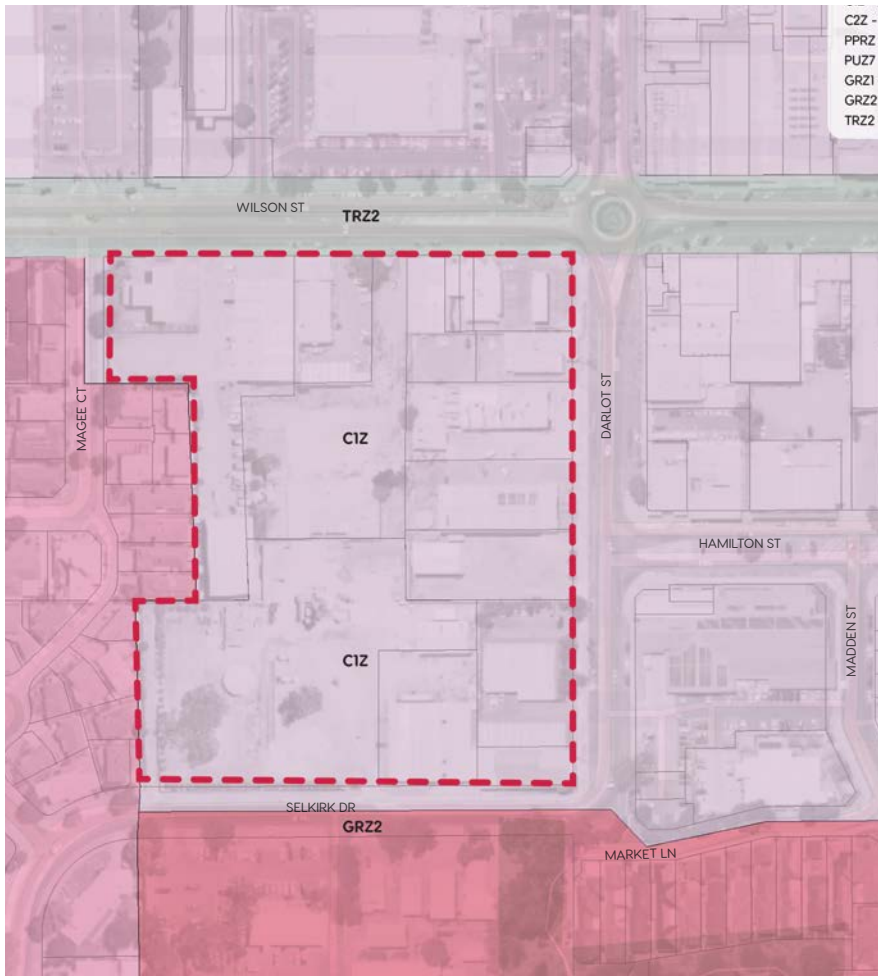 C2Z -
PPRZ
PUZ7
GRZ1
GRZ2
TRZ2
WILSON ST
TRZ2
MAGEE CT
DARLOT ST
C1Z
HAMILTON ST
MADDEN ST
C1Z
SELKIRK DR
GRZ2
MARKET LN